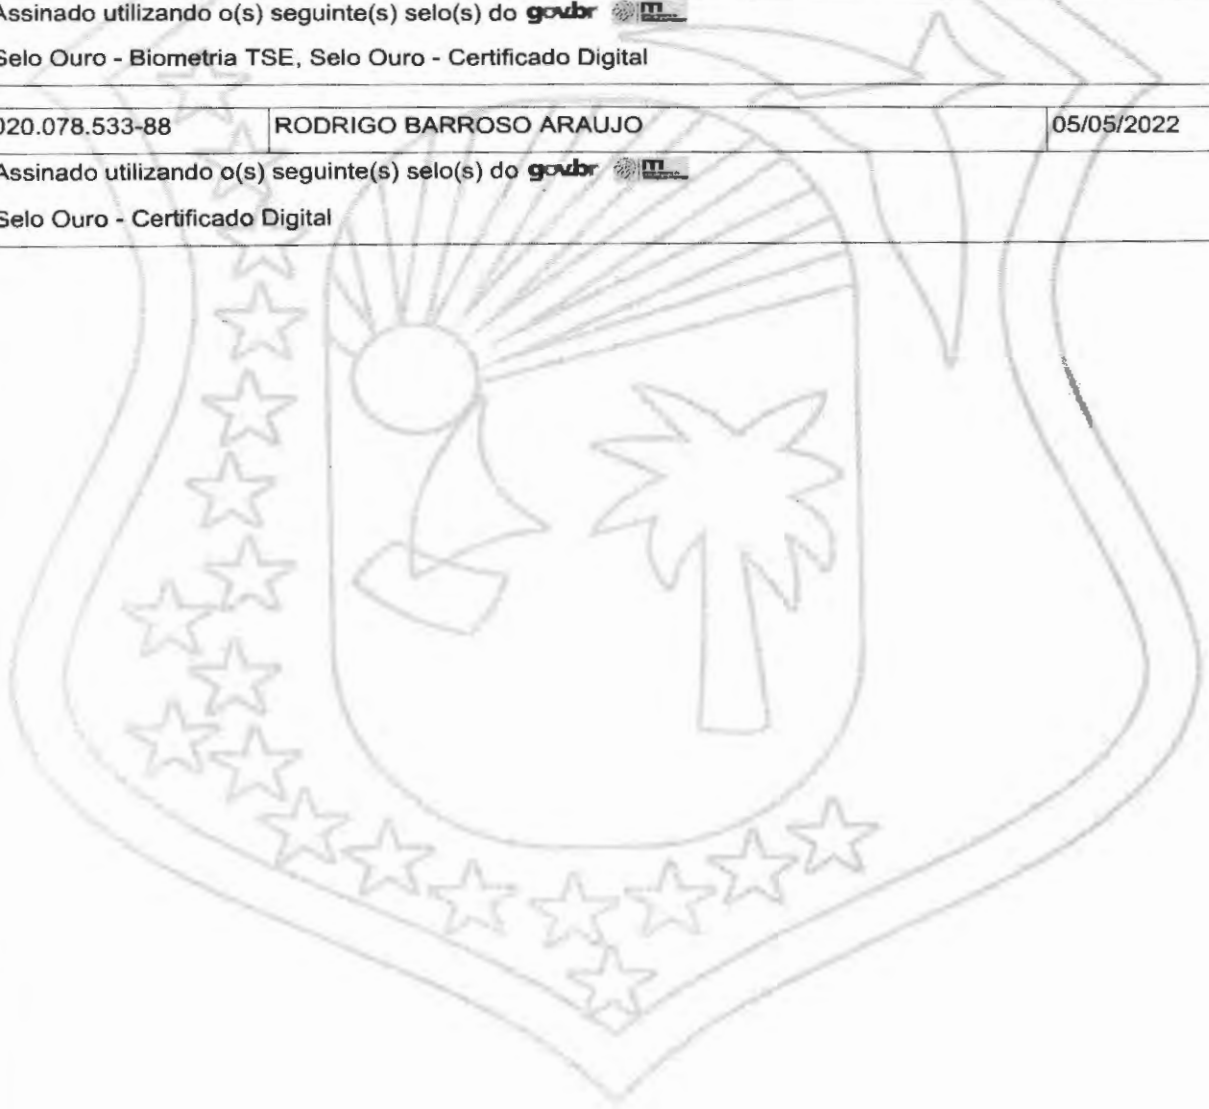 Assinado utilizando o(s) seguinte(s) selo(s) do gov.br
Selo Ouro - Biometria TSE, Selo Ouro - Certificado Digital
020.078.533-88 RODRIGO BARROSO ARAUJO 05/05/2022
Assinado utilizando o(s) seguinte(s) selo(s) do gov.br
Selo Ouro - Certificado Digital